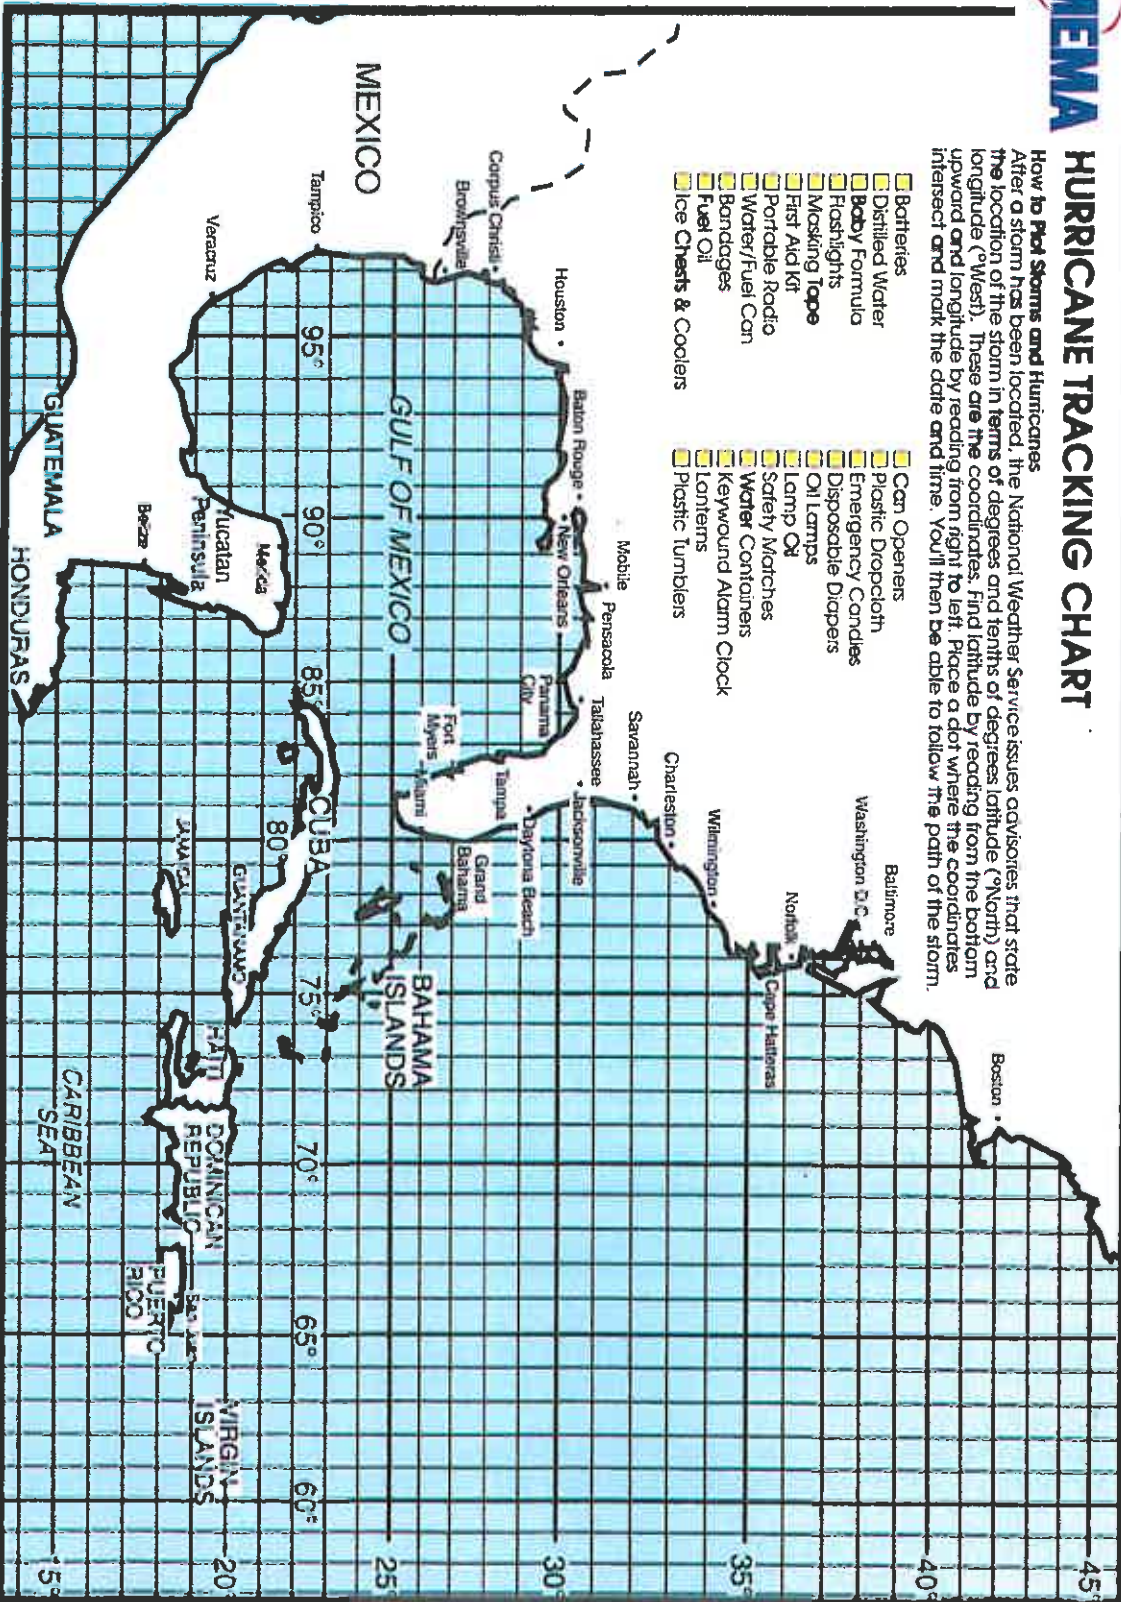 EMA
HURRICANE TRACKING CHART
How to Plot Storms and Hurricanes
After a storm has been located, the National Weather Service issues advisories that state
the location of the storm in terms of degrees and tenths of degrees latitude (°North) and
longitude (°West). These are the coordinates. Find latitude by reading from the bottom
upward and longitude by reading from right to left. Place a dot where the coordinates
intersect and mark the date and time. You'll then be able to follow the path of the storm.
Batteries
Distilled Water
Baby Formula
Flashlights
Masking Tape
First Aid Kit
Portable Radio
Water/Fuel Can
Bandages
Fuel Oil
Ice Chests & Coolers
Can Openers
Plastic Dropcloth
Emergency Candles
Disposable Diapers
Oil Lamps
Lamp Oil
Safety Matches
Water Containers
Keywound Alarm Clock
Lanterns
Plastic Tumblers
Boston
Baltimore
Washington D.C.
Norfolk
Cape Hatteras
Wilmington
Charleston
Savannah
Mobile
Pensacola
Tallahassee
Jacksonville
Baton Rouge
New Orleans
Houston
Panama
City
Daytona Beach
Tampa
Corpus Christi
Brownsville
Fort
Myers
Miami
Grand
Bahama
MEXICO
GULF OF MEXICO
BAHAMA
ISLANDS
Tampico
95°
90°
85°
80°
75°
70°
65°
60°
CUBA
Veracruz
Merida
Yucatan
Peninsula
Belize
GUANTANAMO
JAMAICA
HAITI
DOMINICAN
REPUBLIC
San Juan
PUERTO
RICO
VIRGIN
ISLANDS
GUATEMALA
HONDURAS
CARIBBEAN
SEA
45°
40°
35°
30°
25°
20°
15°